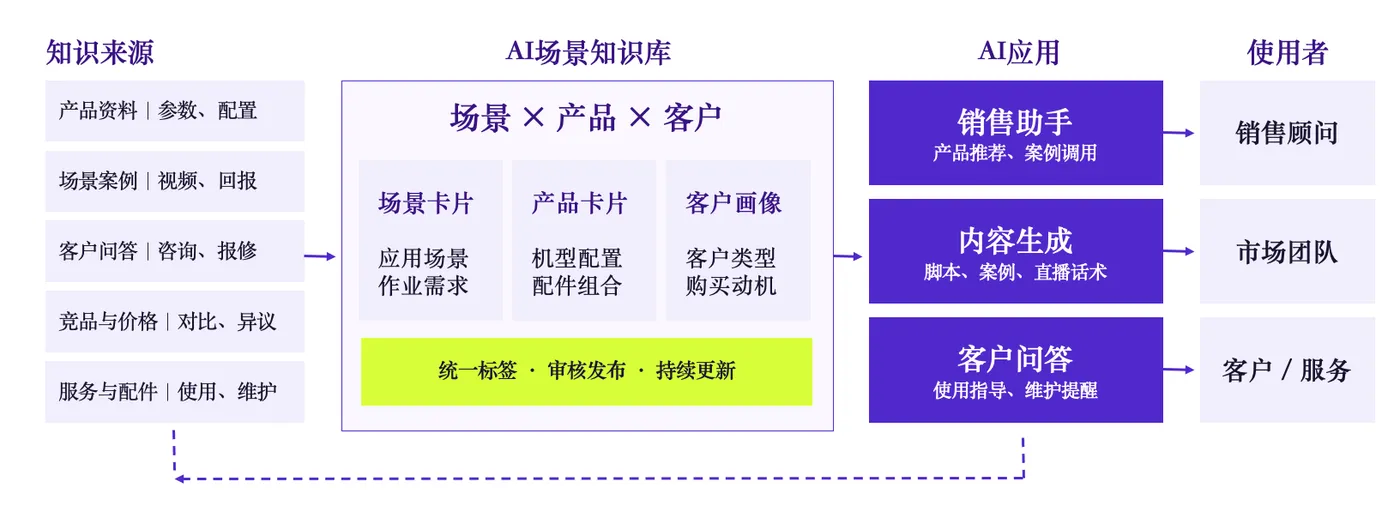 知识来源
产品资料｜参数、配置
场景案例｜视频、回报
客户问答｜咨询、报修
竞品与价格｜对比、异议
服务与配件｜使用、维护
AI场景知识库
场景 × 产品 × 客户
场景卡片
应用场景
作业需求
产品卡片
机型配置
配件组合
客户画像
客户类型
购买动机
统一标签 · 审核发布 · 持续更新
AI应用
销售助手
产品推荐、案例调用
内容生成
脚本、案例、直播话术
客户问答
使用指导、维护提醒
使用者
销售顾问
市场团队
客户 / 服务